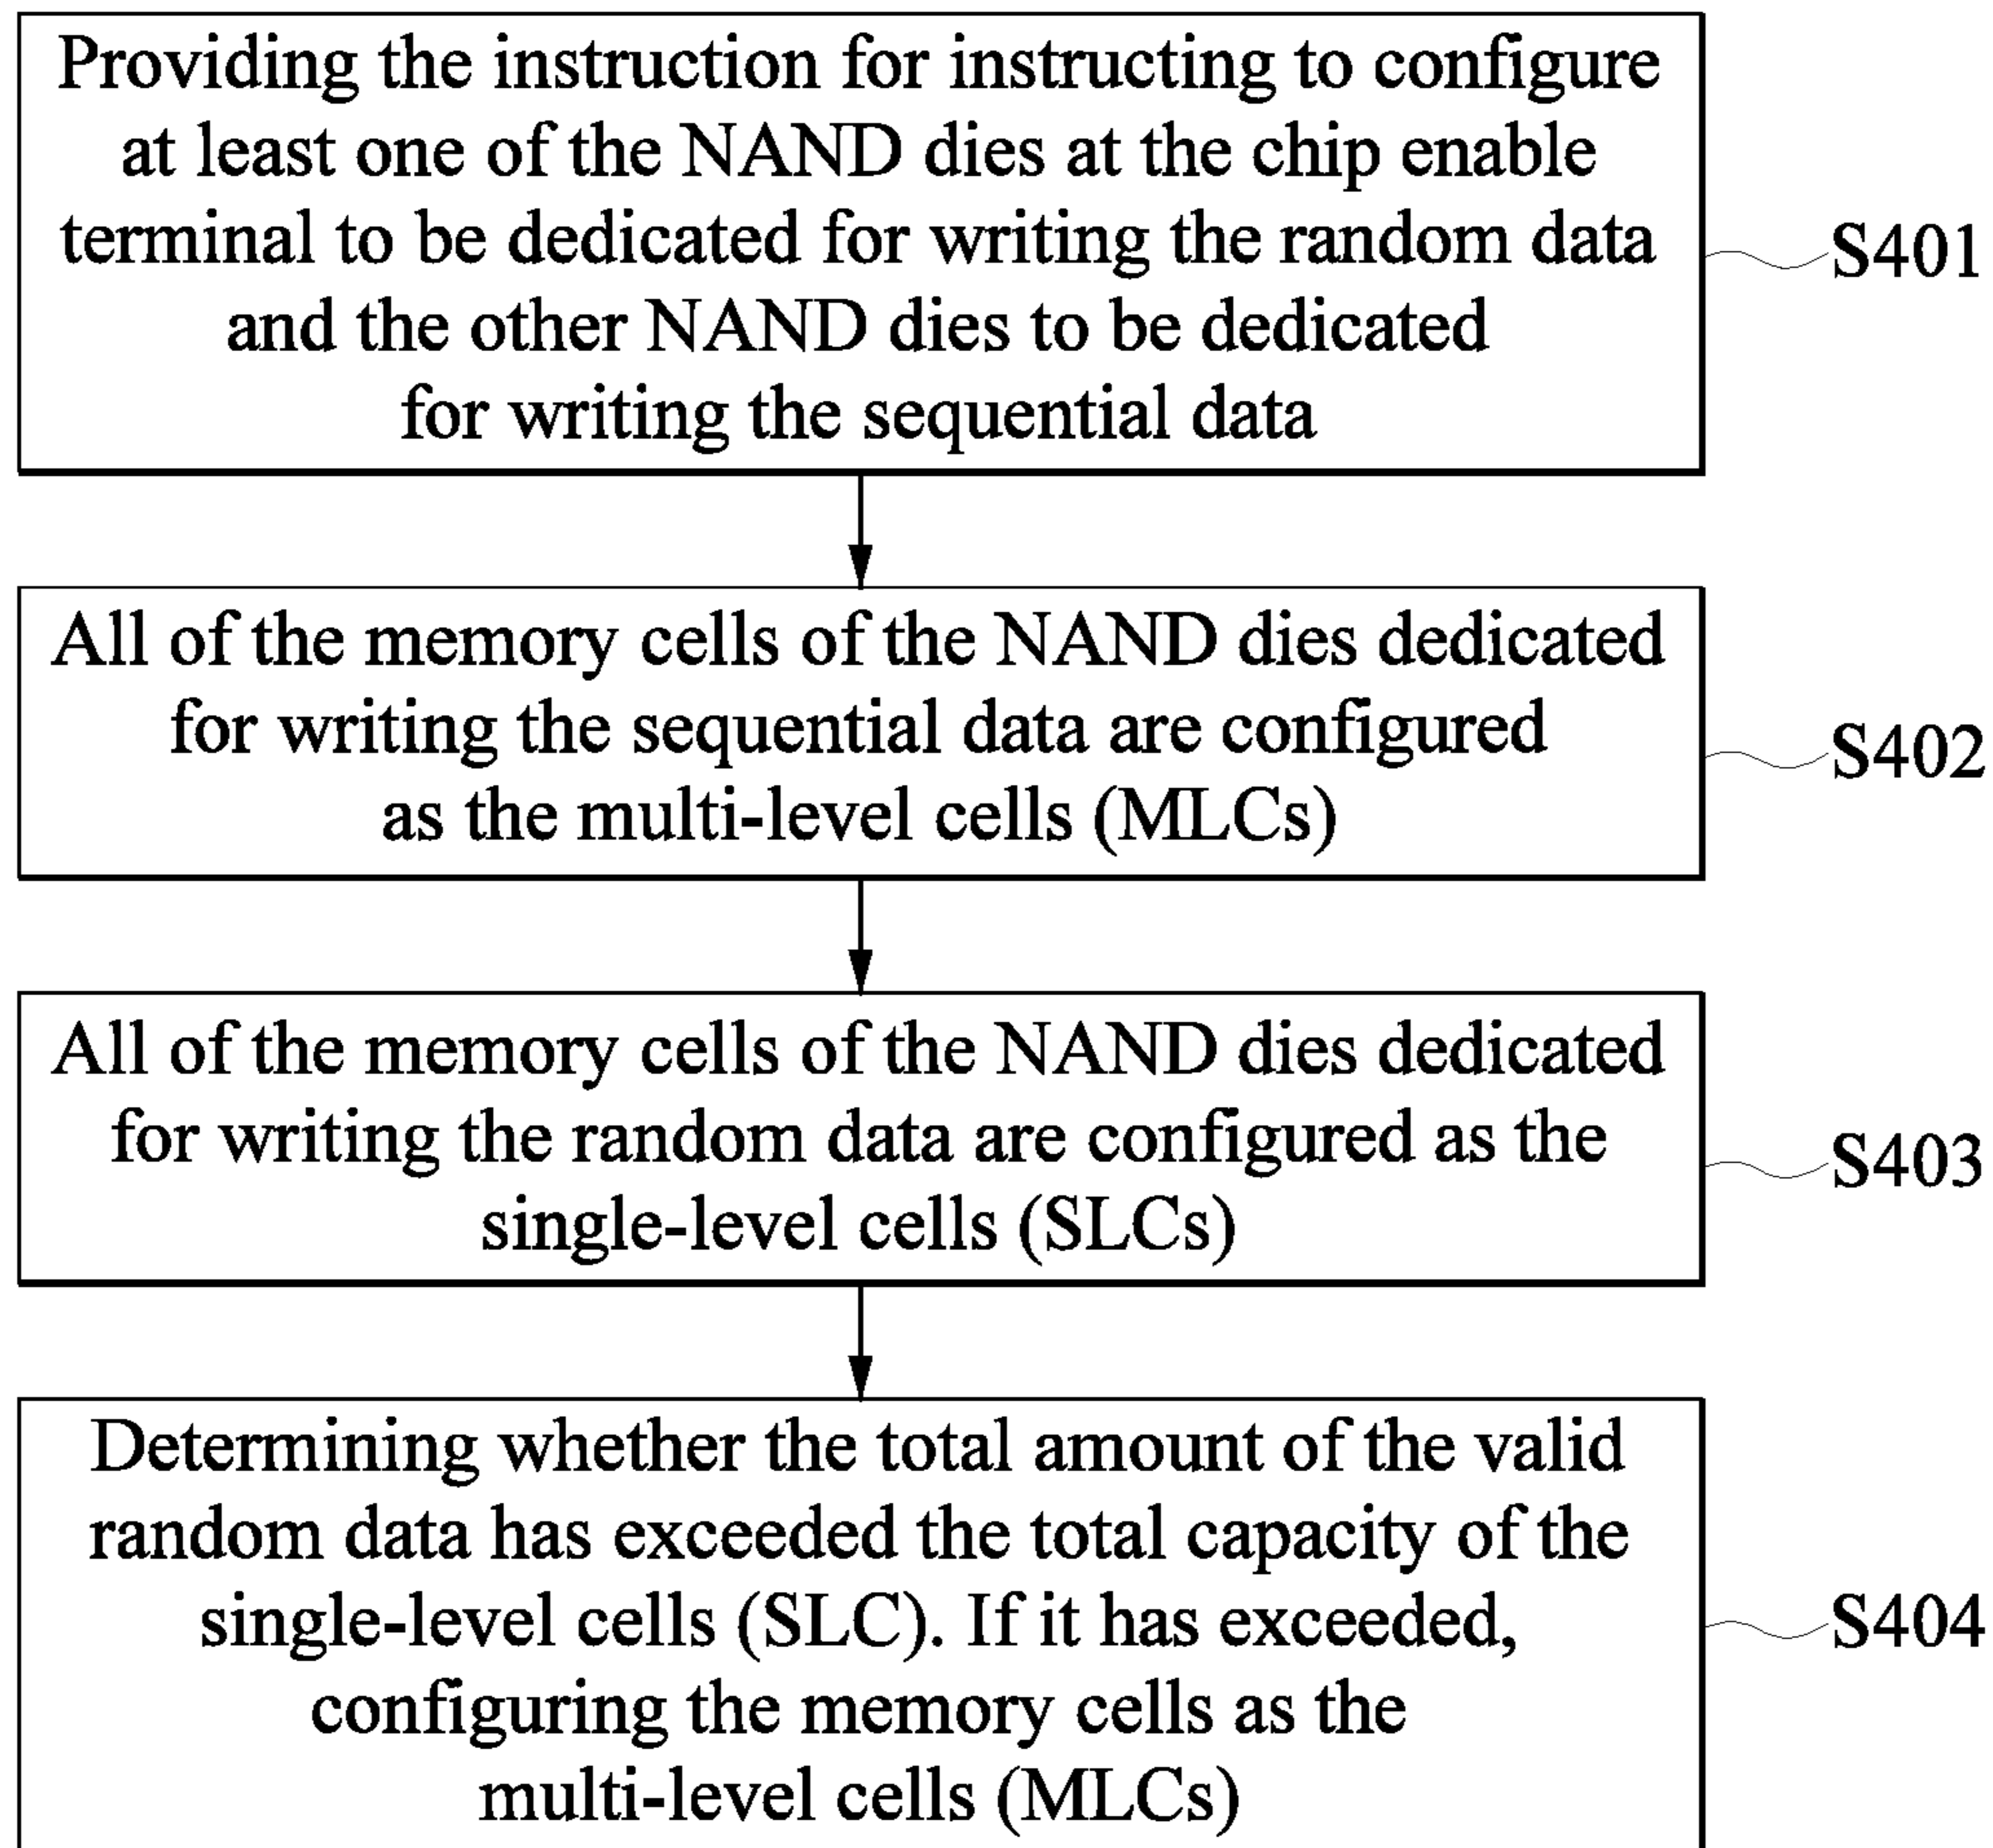 Providing the instruction for instructing to configure
at least one of the NAND dies at the chip enable
terminal to be dedicated for writing the random data
and the other NAND dies to be dedicated
for writing the sequential data
S401
All of the memory cells of the NAND dies dedicated
for writing the sequential data are configured
as the multi-level cells (MLCs)
S402
All of the memory cells of the NAND dies dedicated
for writing the random data are configured as the
single-level cells (SLCs)
S403
Determining whether the total amount of the valid
random data has exceeded the total capacity of the
single-level cells (SLC). If it has exceeded,
configuring the memory cells as the
multi-level cells (MLCs)
S404